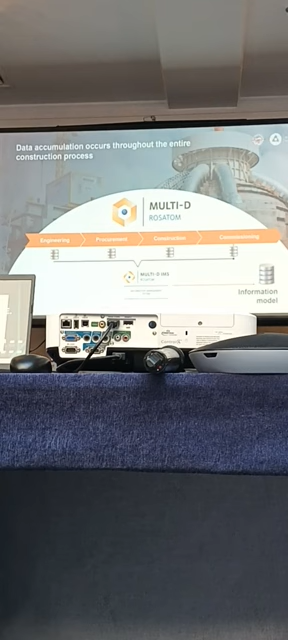 Data accumulation occurs throughout the entire
construction process
MULTI-D
ROSATOM
Engineering
Procurement
Construction
Commissioning
MULTI-D IMS
Information
model